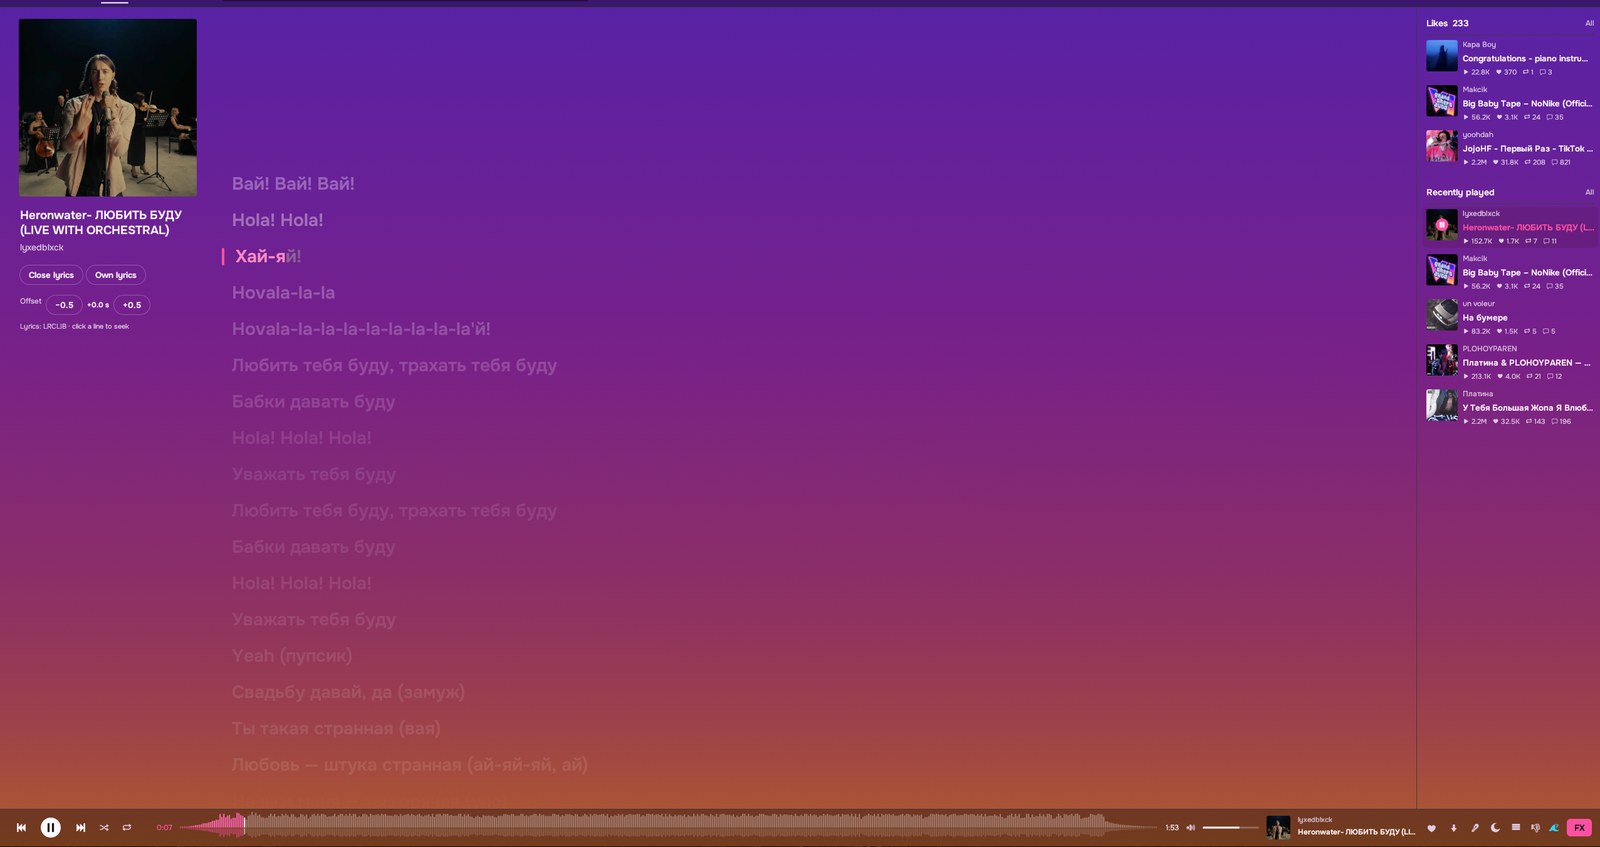 Heronwater- ЛЮБИТЬ БУДУ
(LIVE WITH ORCHESTRAL)
lyxedblxck
Close lyrics
Own lyrics
Offset
−0.5
+0.0 s
+0.5
Lyrics: LRCLIB · click a line to seek
Вай! Вай! Вай!
Hola! Hola!
Хай-яй!
Hovala-la-la
Hovala-la-la-la-la-la-la-la-la'й!
Любить тебя буду, трахать тебя буду
Бабки давать буду
Hola! Hola! Hola!
Уважать тебя буду
Любить тебя буду, трахать тебя буду
Бабки давать буду
Hola! Hola! Hola!
Уважать тебя буду
Yeah (пупсик)
Свадьбу давай, да (замуж)
Ты такая странная (вая)
Любовь — штука странная (ай-яй-яй, ай)
Likes 233
All
Kapa Boy
Congratulations - piano instru...
22.8K 370 1 3
Makcik
Big Baby Tape – NoNike (Offici...
56.2K 3.1K 24 35
yoohdah
JojoHF - Первый Раз - TikTok ...
2.2M 31.8K 208 821
Recently played
All
lyxedblxck
Heronwater- ЛЮБИТЬ БУДУ (L...
152.7K 1.7K 7 11
Makcik
Big Baby Tape – NoNike (Offici...
56.2K 3.1K 24 35
un voleur
На бумере
83.2K 1.5K 5 5
PLOHOYPAREN
Платина & PLOHOYPAREN — ...
213.1K 4.0K 21 12
Платина
У Тебя Большая Жопа Я Влюб...
2.2M 32.5K 143 196
0:07
1:53
lyxedblxck
Heronwater- ЛЮБИТЬ БУДУ (LI...
FX